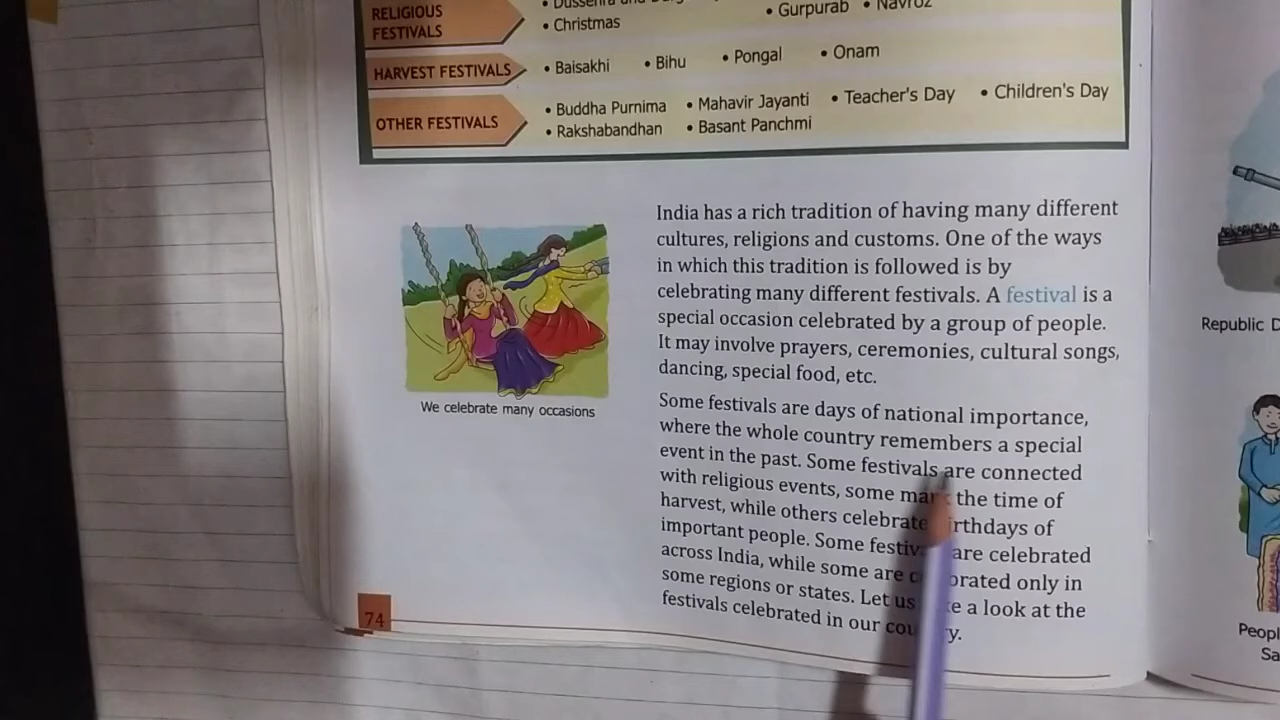 RELIGIOUS
FESTIVALS
• Christmas
• Gurpurab • Navroz
HARVEST FESTIVALS
• Baisakhi • Bihu • Pongal • Onam
OTHER FESTIVALS
• Buddha Purnima • Mahavir Jayanti • Teacher's Day • Children's Day
• Rakshabandhan • Basant Panchmi
India has a rich tradition of having many different
cultures, religions and customs. One of the ways
in which this tradition is followed is by
celebrating many different festivals. A festival is a
special occasion celebrated by a group of people.
It may involve prayers, ceremonies, cultural songs,
dancing, special food, etc.
We celebrate many occasions
Some festivals are days of national importance,
where the whole country remembers a special
event in the past. Some festivals are connected
with religious events, some mark the time of
harvest, while others celebrate birthdays of
important people. Some festivals are celebrated
across India, while some are celebrated only in
some regions or states. Let us take a look at the
festivals celebrated in our country.
74
Republic